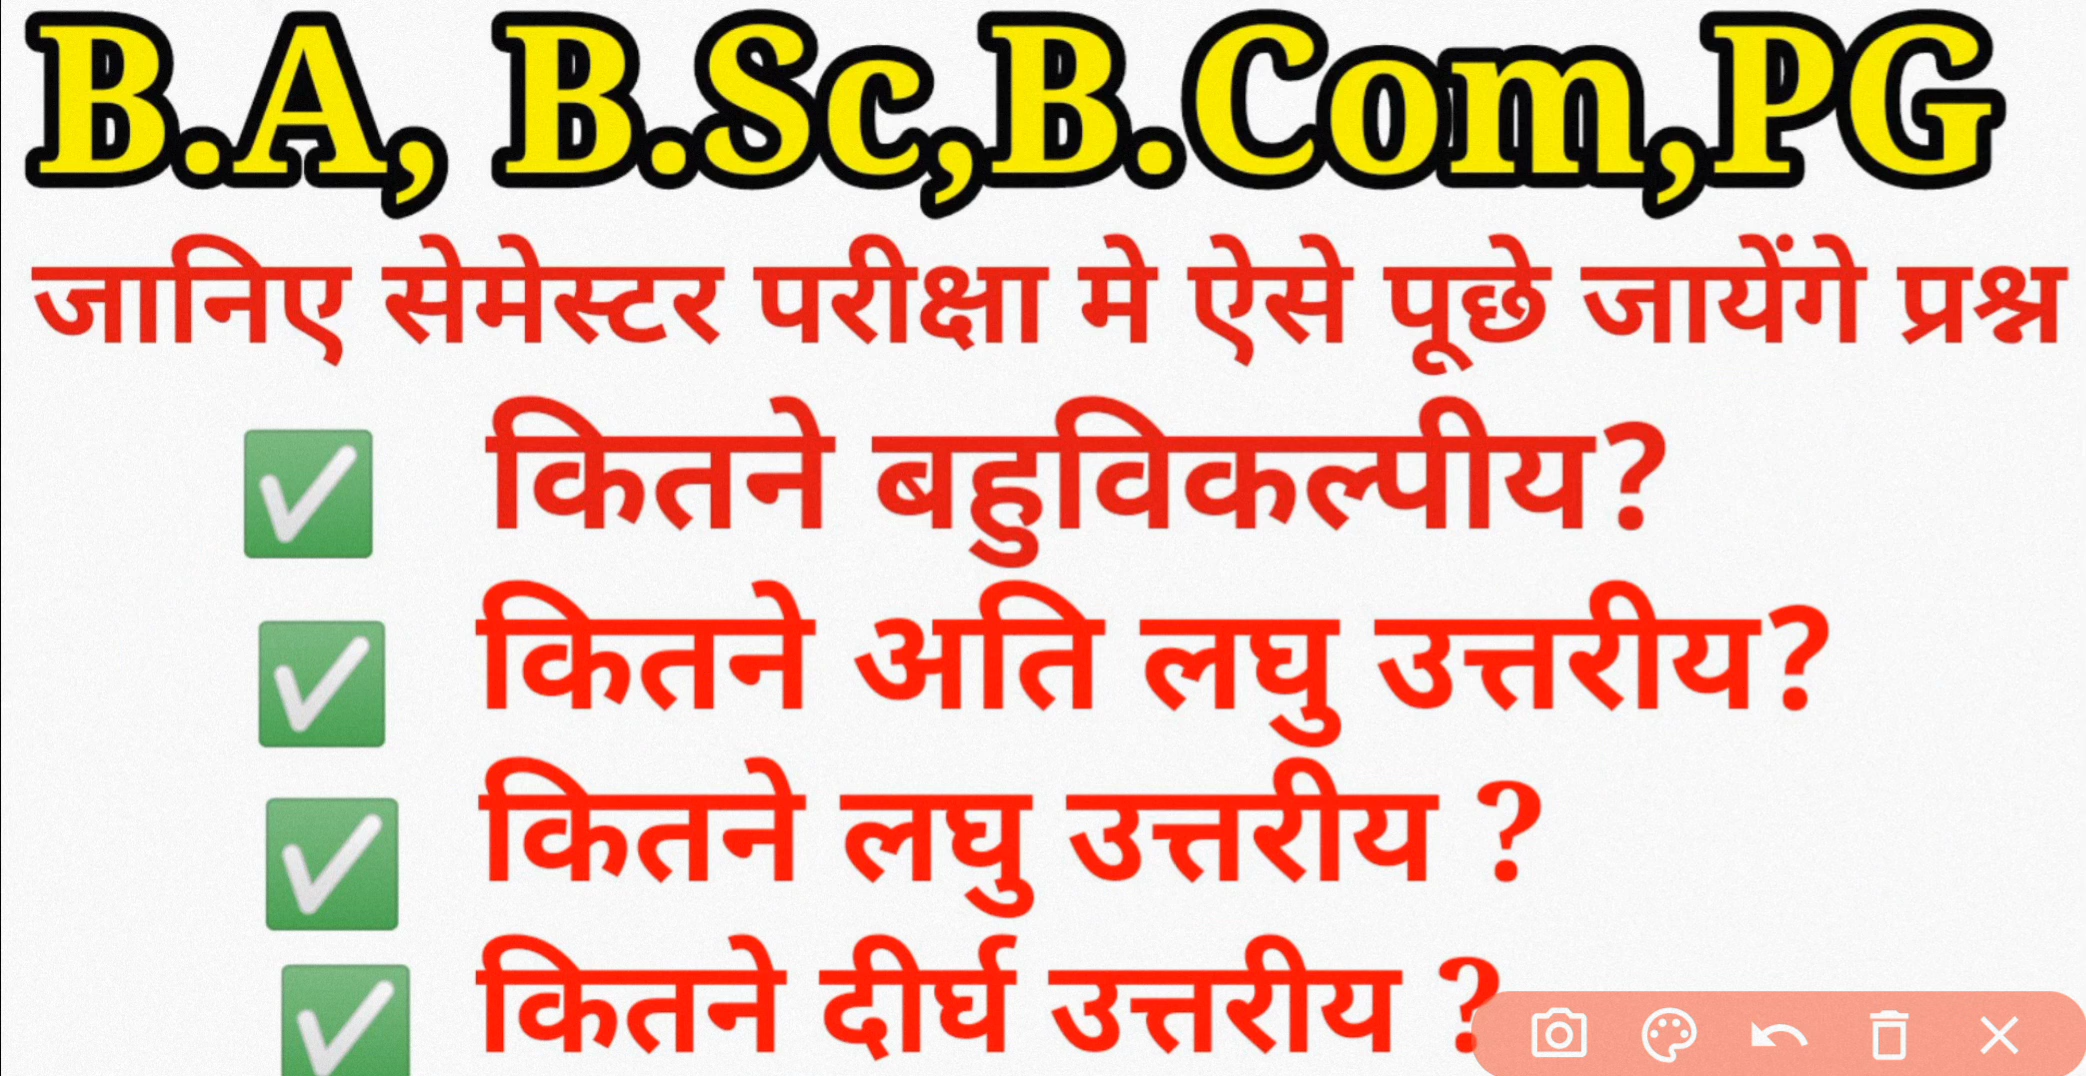 B.A, B.Sc,B.Com,PG
जानिए सेमेस्टर परीक्षा मे ऐसे पूछे जायेंगे प्रश्न
कितने बहुविकल्पीय?
कितने अति लघु उत्तरीय?
कितने लघु उत्तरीय ?
कितने दीर्घ उत्तरीय ?